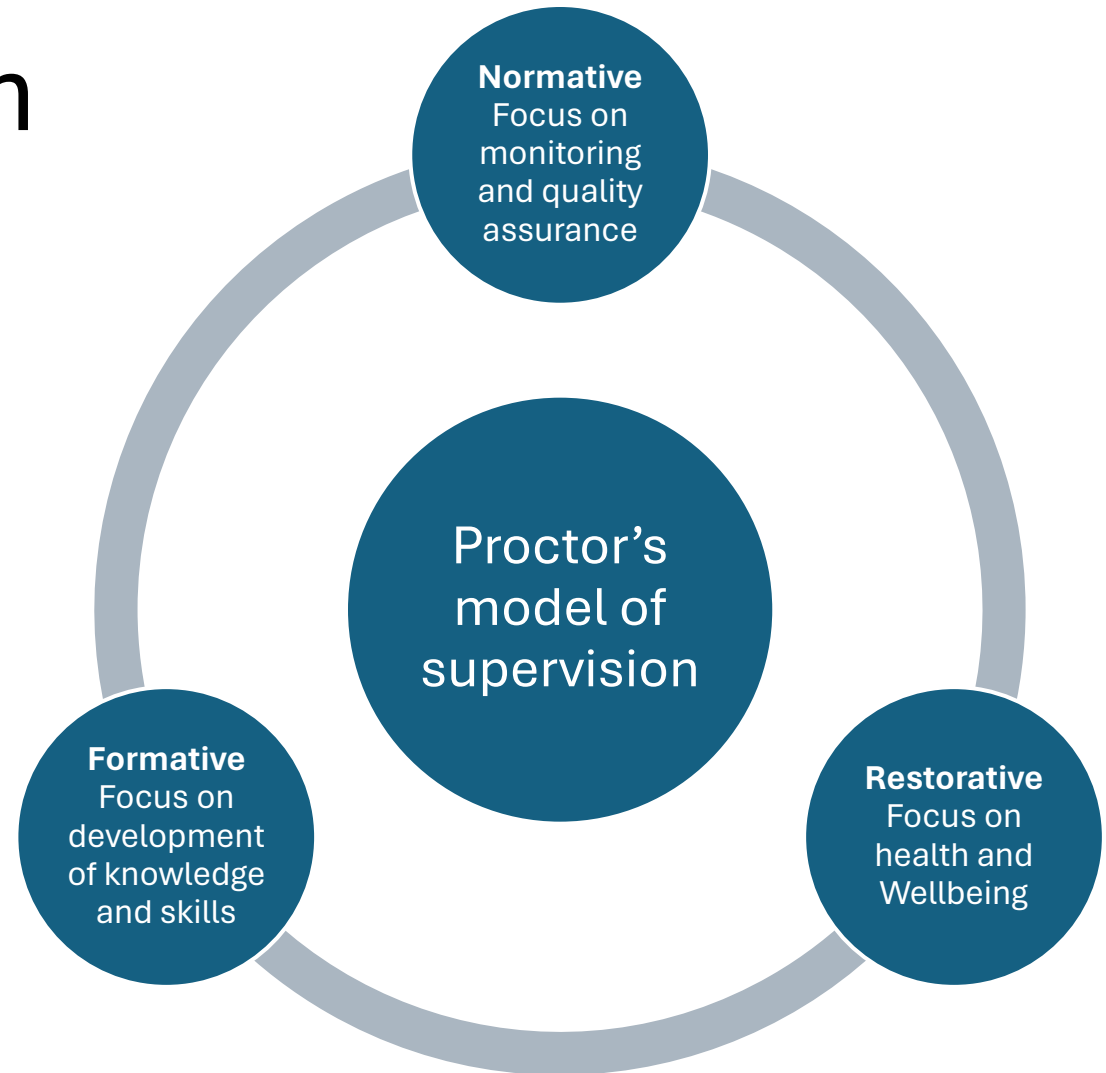 n
Normative
Focus on
monitoring
and quality
assurance
Proctor’s
model of
supervision
Formative
Focus on
development
of knowledge
and skills
Restorative
Focus on
health and
Wellbeing